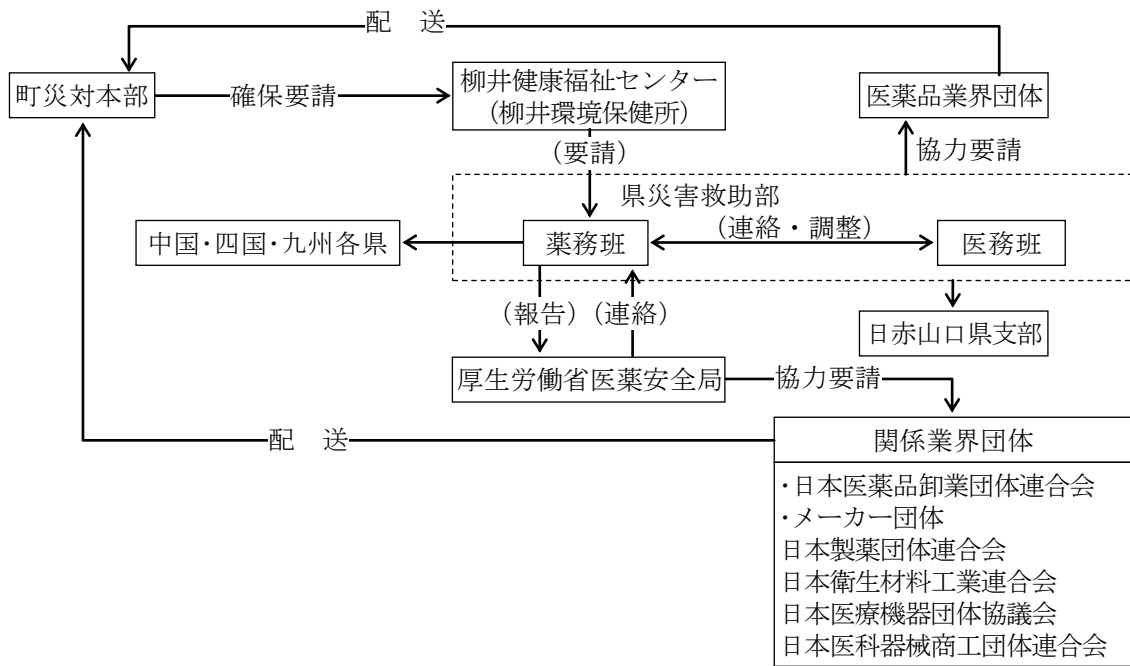 配　送
町災対本部
確保要請
柳井健康福祉センター
(柳井環境保健所)
医薬品業界団体
(要請)
協力要請
県災害救助部
中国・四国・九州各県
薬務班
(連絡・調整)
医務班
(報告)
(連絡)
日赤山口県支部
厚生労働省医薬安全局
協力要請
配　送
関係業界団体
・日本医薬品卸業団体連合会
・メーカー団体
日本製薬団体連合会
日本衛生材料工業連合会
日本医療機器団体協議会
日本医科器械商工団体連合会